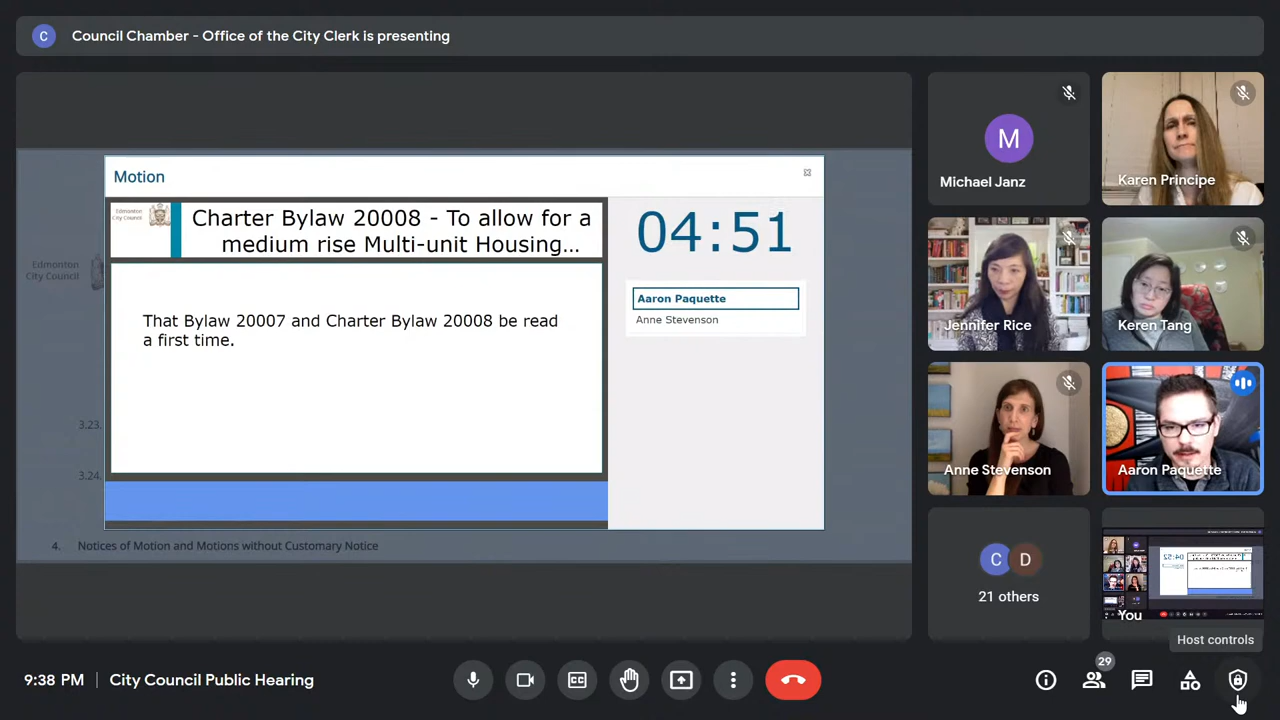 C
Council Chamber - Office of the City Clerk is presenting
Motion
Edmonton
City Council
Charter Bylaw 20008 - To allow for a
medium rise Multi-unit Housing...
That Bylaw 20007 and Charter Bylaw 20008 be read
a first time.
04:51
Aaron Paquette
Anne Stevenson
Edmonton
City Council
3.23.
3.24.
4. Notices of Motion and Motions without Customary Notice
M
Michael Janz
Karen Principe
Jennifer Rice
Keren Tang
Anne Stevenson
Aaron Paquette
C D
21 others
You
Host controls
9:38 PM | City Council Public Hearing
CC
29